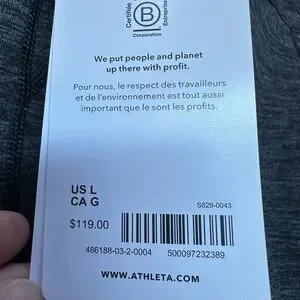 Certifiée
B
Entreprise
Corporation
We put people and planet
up there with profit.
Pour nous, le respect des travailleurs
et de l'environnement est tout aussi
important que le sont les profits.
US L
CA G
S829-0043
$119.00
486188-03-2-0004
500097232389
WWW.ATHLETA.COM